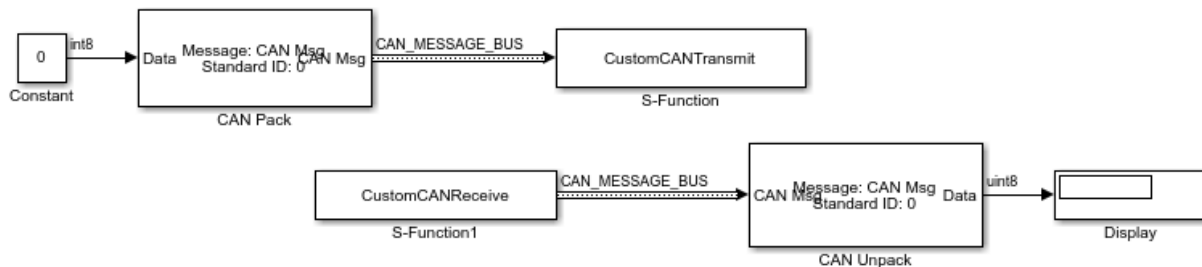 0
int8
Constant
Data
Message: CAN Msg
Standard ID: 0
CAN Msg
CAN Pack
CAN_MESSAGE_BUS
CustomCANTransmit
S-Function
CustomCANReceive
S-Function1
CAN_MESSAGE_BUS
CAN Msg
Message: CAN Msg
Standard ID: 0
Data
CAN Unpack
uint8
Display